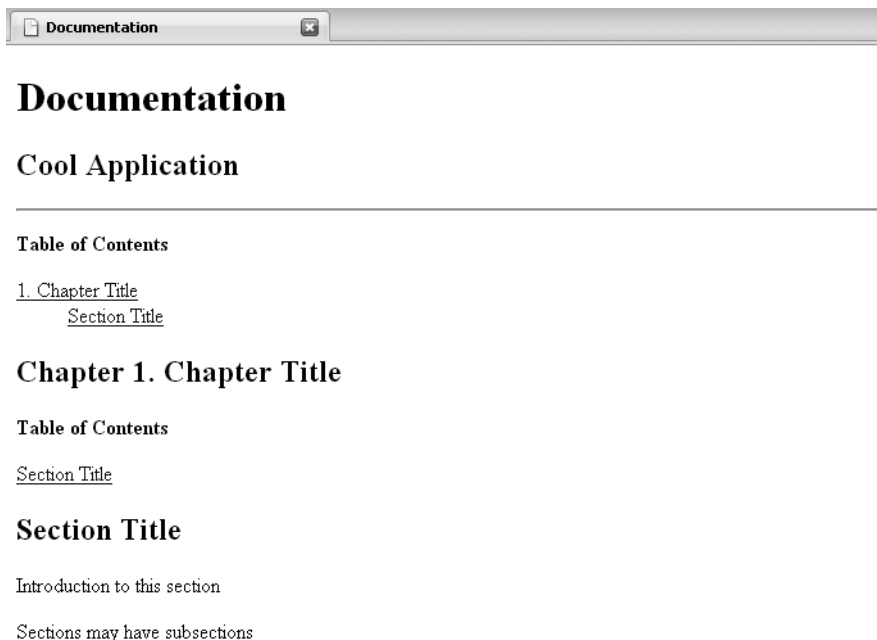 Documentation
Documentation
Cool Application
Table of Contents
1. Chapter Title
Section Title
Chapter 1. Chapter Title
Table of Contents
Section Title
Section Title
Introduction to this section
Sections may have subsections